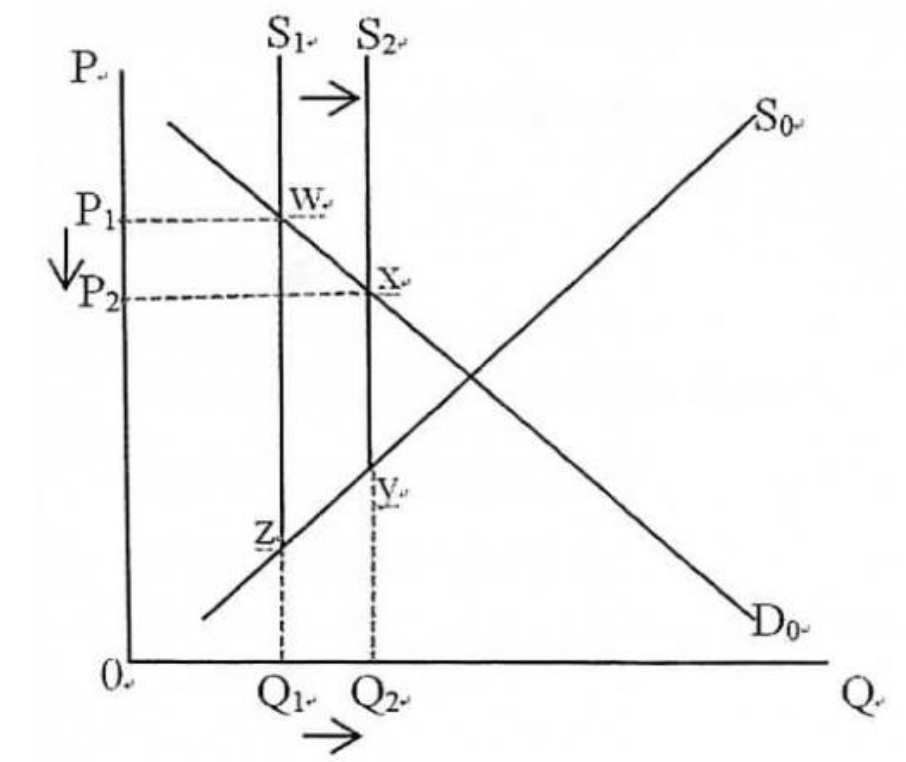 S₁ S₂
P
S₀
P₁ W
P₂ X
y
Z
D₀
0
Q₁ Q₂ Q